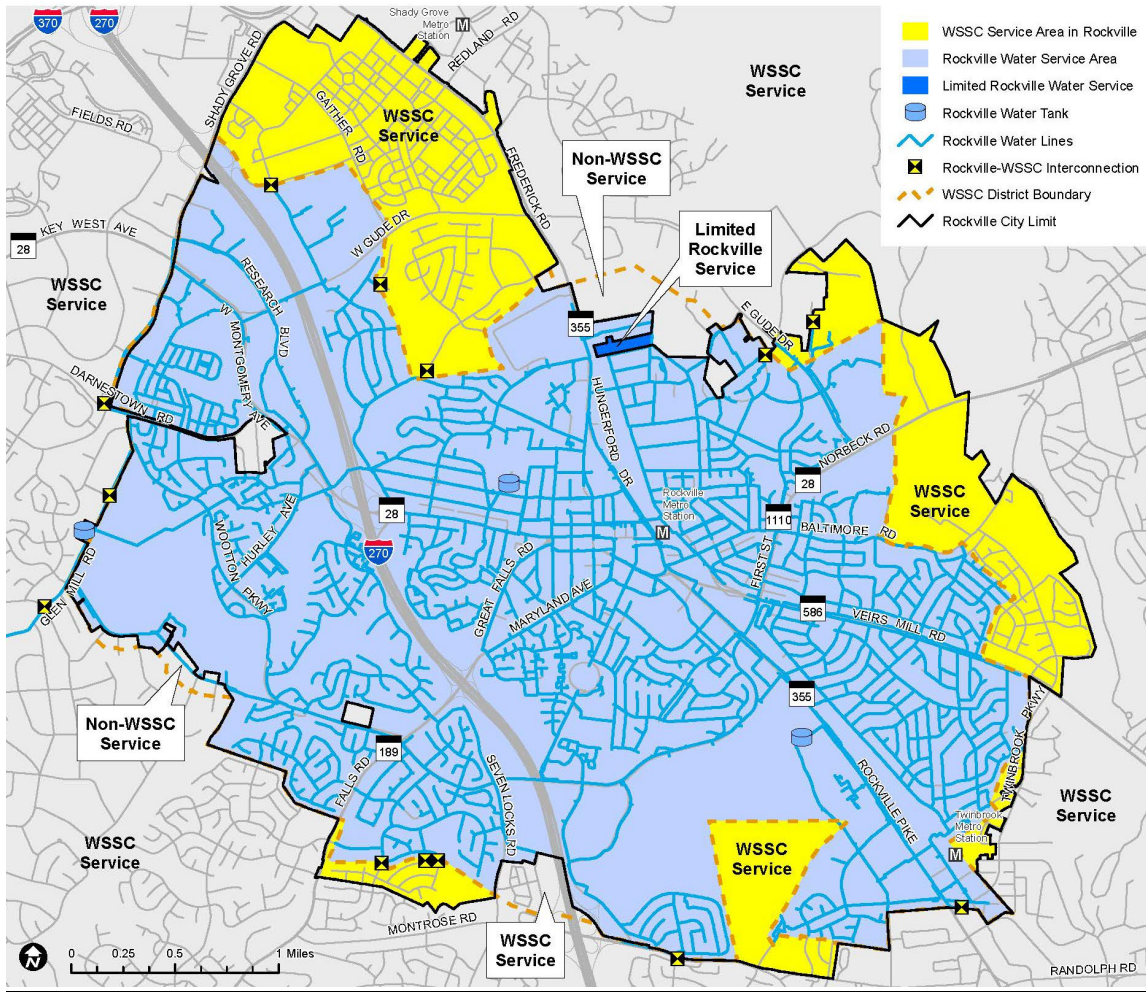 370
270
Shady Grove
Metro
Station
M
REDLAND RD
SHADY GROVE RD
FIELDS RD
GAITHER RD
WSSC
Service
FREDERICK RD
WSSC
Service
WSSC Service Area in Rockville
Rockville Water Service Area
Limited Rockville Water Service
Rockville Water Tank
Rockville Water Lines
Rockville-WSSC Interconnection
WSSC District Boundary
Rockville City Limit
Non-WSSC
Service
Limited
Rockville
Service
KEY WEST AVE
28
W GUDE DR
WSSC
Service
RESEARCH BLVD
W MONTGOMERY AVE
355
E GUDE DR
DARNESTOWN RD
HUNGERFORD DR
NORBECK RD
28
WSSC
Service
Rockville
Metro
Station
M
1110
BALTIMORE RD
28
270
WOOTTON PKWY
HURLEY AVE
GREAT FALLS RD
MARYLAND AVE
FIRST ST
586
VEIRS MILL RD
GLEN MILL RD
Non-WSSC
Service
355
189
FALLS RD
SEVEN LOCKS RD
ROCKVILLE PIKE
TWINBROOK PKWY
Twinbrook
Metro
Station
M
WSSC
Service
WSSC
Service
WSSC
Service
MONTROSE RD
WSSC
Service
RANDOLPH RD
N
0 0.25 0.5 1 Miles